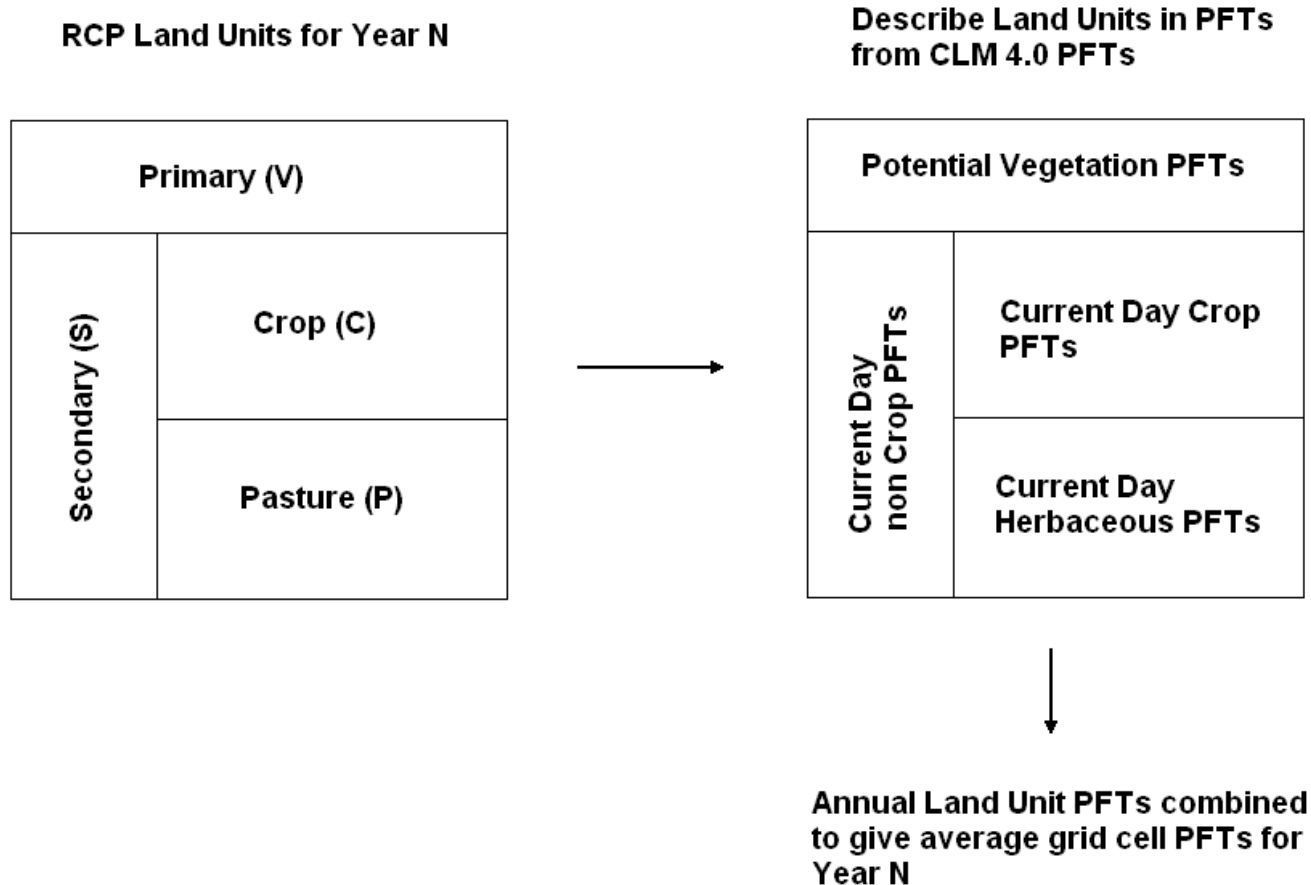 RCP Land Units for Year N
Describe Land Units in PFTs
from CLM 4.0 PFTs
Primary (V)
Secondary (S)
Crop (C)
Pasture (P)
Potential Vegetation PFTs
Current Day
non Crop PFTs
Current Day Crop
PFTs
Current Day
Herbaceous PFTs
Annual Land Unit PFTs combined
to give average grid cell PFTs for
Year N